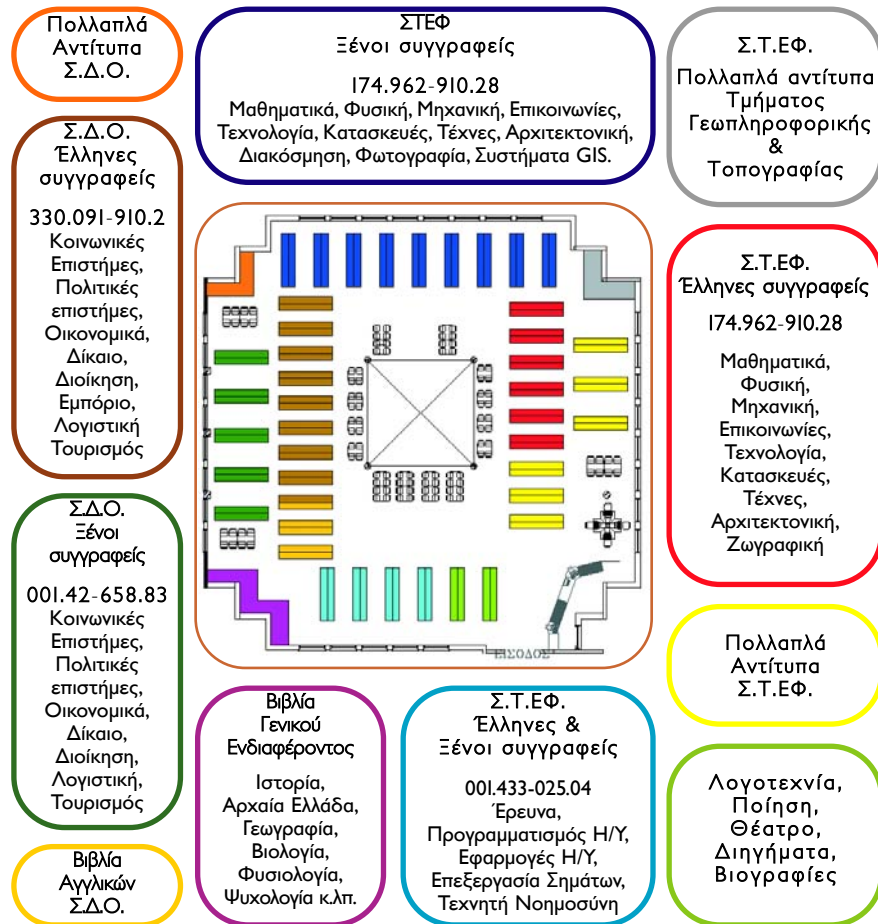 Πολλαπλά
Αντίτυπα
Σ.Δ.Ο.
ΣΤΕΦ
Ξένοι συγγραφείς
174.962-910.28
Μαθηματικά, Φυσική, Μηχανική, Επικοινωνίες,
Τεχνολογία, Κατασκευές, Τέχνες, Αρχιτεκτονική,
Διακόσμηση, Φωτογραφία, Συστήματα GIS.
Σ.Τ.ΕΦ.
Πολλαπλά αντίτυπα
Τμήματος
Γεωπληροφορικής
&
Τοπογραφίας
Σ.Δ.Ο.
Έλληνες
συγγραφείς
330.091-910.2
Κοινωνικές
Επιστήμες,
Πολιτικές
επιστήμες,
Οικονομικά,
Δίκαιο,
Διοίκηση,
Εμπόριο,
Λογιστική
Τουρισμός
Σ.Τ.ΕΦ.
Έλληνες συγγραφείς
174.962-910.28
Μαθηματικά,
Φυσική,
Μηχανική,
Επικοινωνίες,
Τεχνολογία,
Κατασκευές,
Τέχνες,
Αρχιτεκτονική,
Ζωγραφική
Σ.Δ.Ο.
Ξένοι
συγγραφείς
001.42-658.83
Κοινωνικές
Επιστήμες,
Πολιτικές
επιστήμες,
Οικονομικά,
Δίκαιο,
Διοίκηση,
Λογιστική,
Τουρισμός
ΕΙΣΟΔΟΣ
Πολλαπλά
Αντίτυπα
Σ.Τ.ΕΦ.
Βιβλία
Γενικού
Ενδιαφέροντος
Ιστορία,
Αρχαία Ελλάδα,
Γεωγραφία,
Βιολογία,
Φυσιολογία,
Ψυχολογία κ.λπ.
Σ.Τ.ΕΦ.
Έλληνες &
Ξένοι συγγραφείς
001.433-025.04
Έρευνα,
Προγραμματισμός Η/Υ,
Εφαρμογές Η/Υ,
Επεξεργασία Σημάτων,
Τεχνητή Νοημοσύνη
Λογοτεχνία,
Ποίηση,
Θέατρο,
Διηγήματα,
Βιογραφίες
Βιβλία
Αγγλικών
Σ.Δ.Ο.